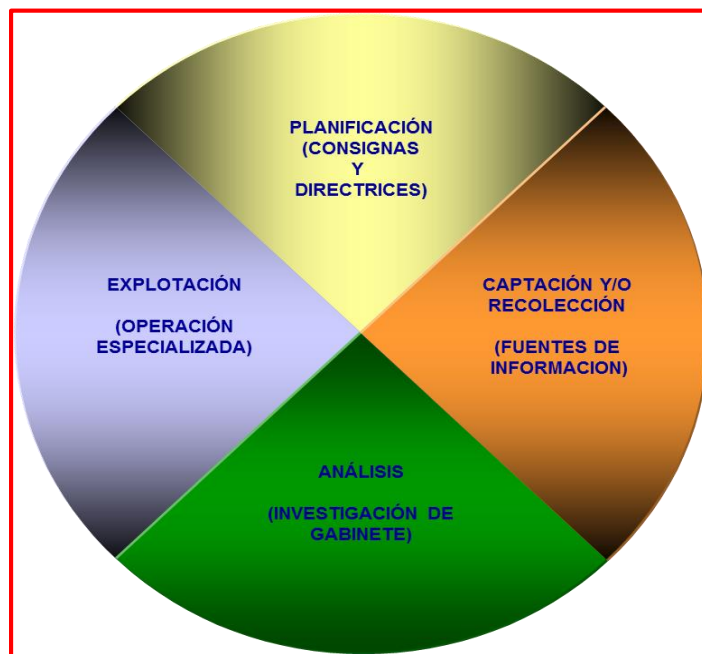 PLANIFICACIÓN
(CONSIGNAS
Y
DIRECTRICES)
CAPTACIÓN Y/O
RECOLECCIÓN
(FUENTES DE
INFORMACION)
ANÁLISIS
(INVESTIGACIÓN DE
GABINETE)
EXPLOTACIÓN
(OPERACIÓN
ESPECIALIZADA)